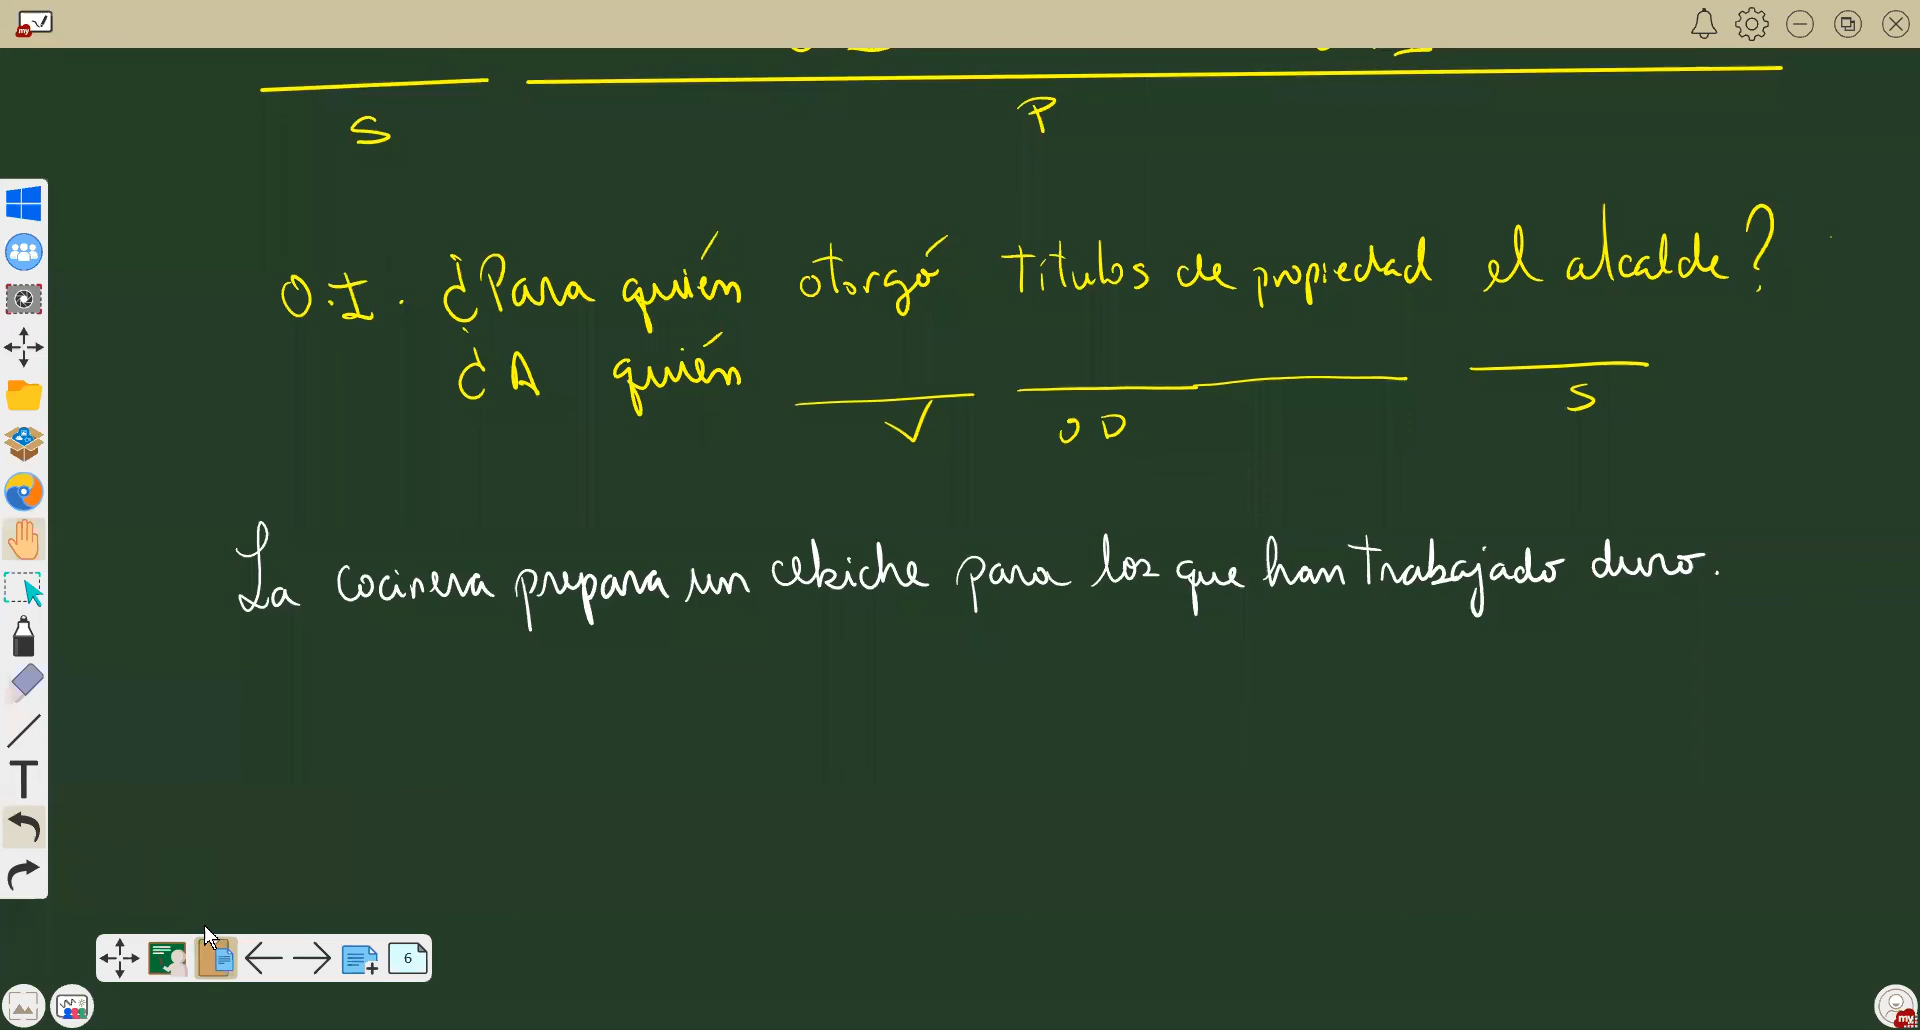 S P
O.I. ¿Para quién otorgó títulos de propiedad el alcalde?
¿A quién
V OD S
La cocinera prepara un cebiche para los que han trabajado duro.
6